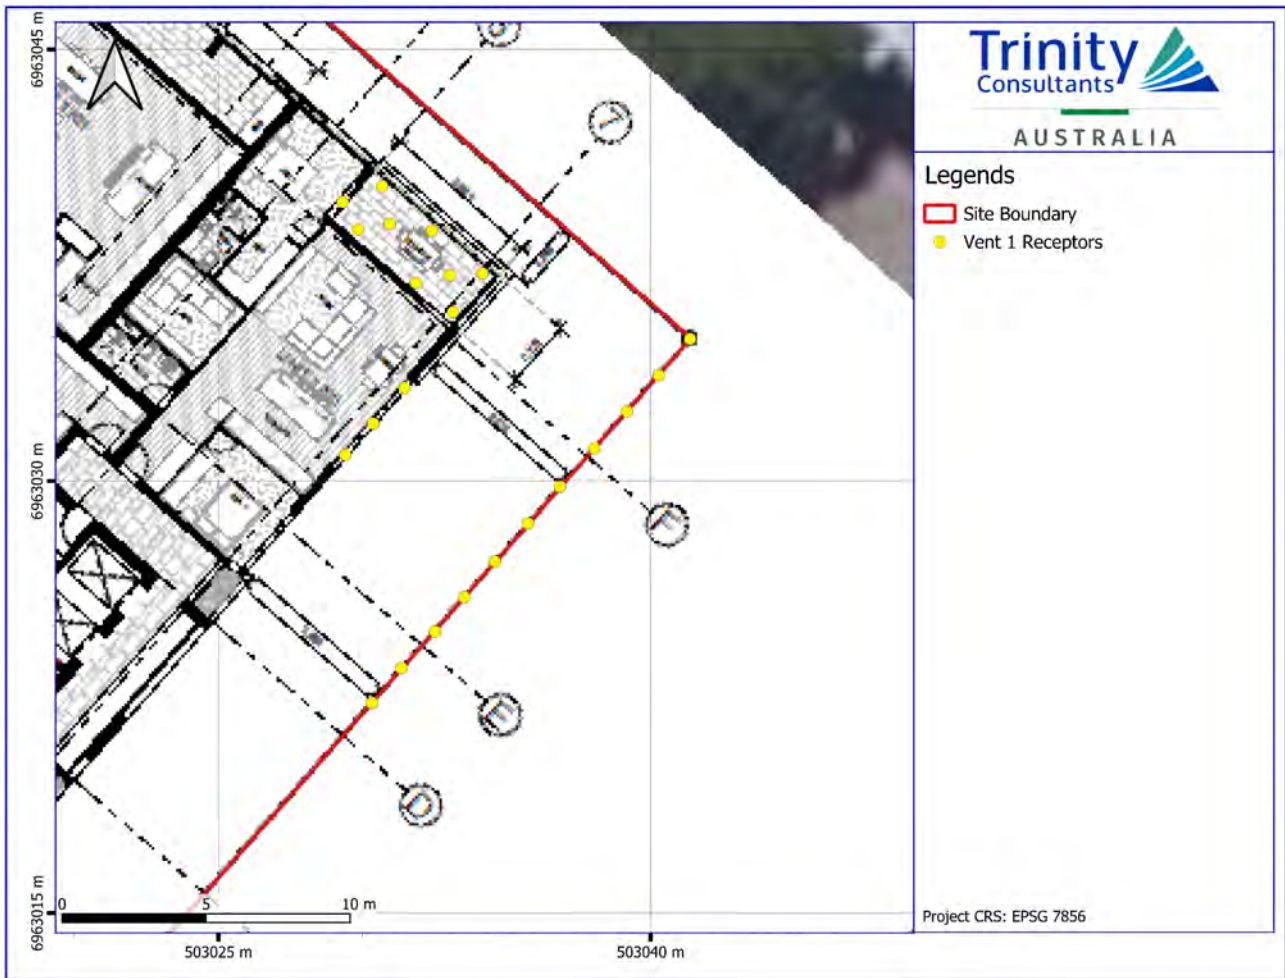 6963045 m
7
Trinity
Consultants
AUSTRALIA
Legends
Site Boundary
Vent 1 Receptors
6963030 m
F
E
D
6963015 m
0 5 10 m
Project CRS: EPSG 7856
503025 m 503040 m